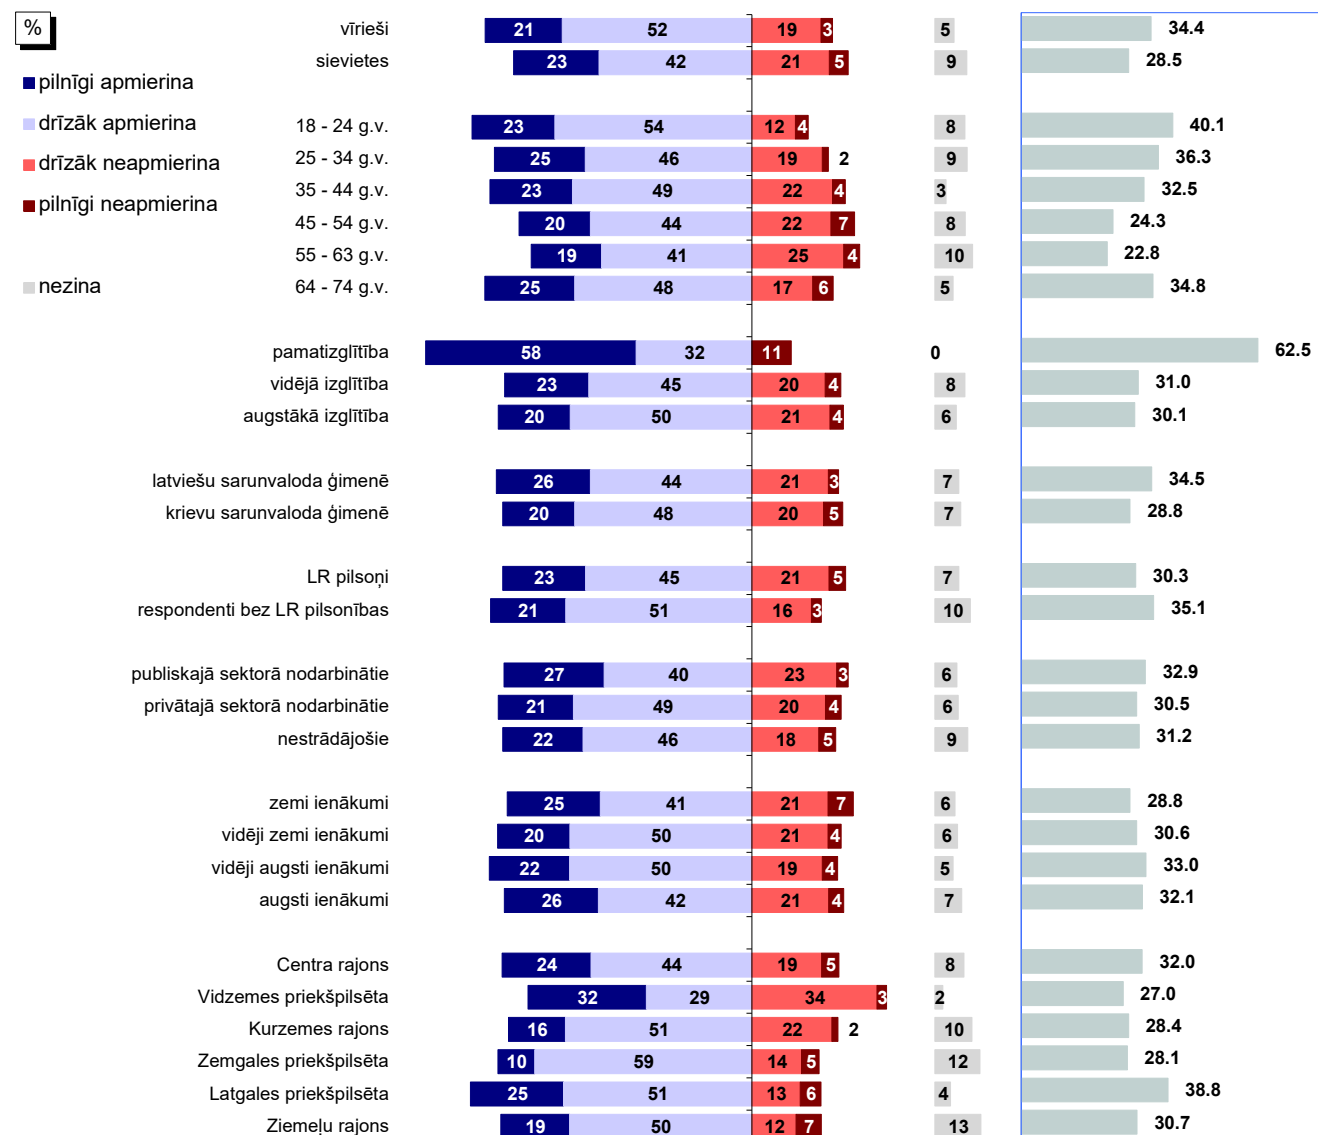 %
pilnīgi apmierina
drīzāk apmierina
drīzāk neapmierina
pilnīgi neapmierina
nezina
vīrieši 21 52 19 3 5 34.4
sievietes 23 42 21 5 9 28.5
18 - 24 g.v. 23 54 12 4 8 40.1
25 - 34 g.v. 25 46 19 2 9 36.3
35 - 44 g.v. 23 49 22 4 3 32.5
45 - 54 g.v. 20 44 22 7 8 24.3
55 - 63 g.v. 19 41 25 4 10 22.8
64 - 74 g.v. 25 48 17 6 5 34.8
pamatizglītība 58 32 11 0 62.5
vidējā izglītība 23 45 20 4 8 31.0
augstākā izglītība 20 50 21 4 6 30.1
latviešu sarunvaloda ģimenē 26 44 21 3 7 34.5
krievu sarunvaloda ģimenē 20 48 20 5 7 28.8
LR pilsoņi 23 45 21 5 7 30.3
respondenti bez LR pilsonības 21 51 16 3 10 35.1
publiskajā sektorā nodarbinātie 27 40 23 3 6 32.9
privātajā sektorā nodarbinātie 21 49 20 4 6 30.5
nestrādājošie 22 46 18 5 9 31.2
zemi ienākumi 25 41 21 7 6 28.8
vidēji zemi ienākumi 20 50 21 4 6 30.6
vidēji augsti ienākumi 22 50 19 4 5 33.0
augsti ienākumi 26 42 21 4 7 32.1
Centra rajons 24 44 19 5 8 32.0
Vidzemes priekšpilsēta 32 29 34 3 2 27.0
Kurzemes rajons 16 51 22 2 10 28.4
Zemgales priekšpilsēta 10 59 14 5 12 28.1
Latgales priekšpilsēta 25 51 13 6 4 38.8
Ziemeļu rajons 19 50 12 7 13 30.7